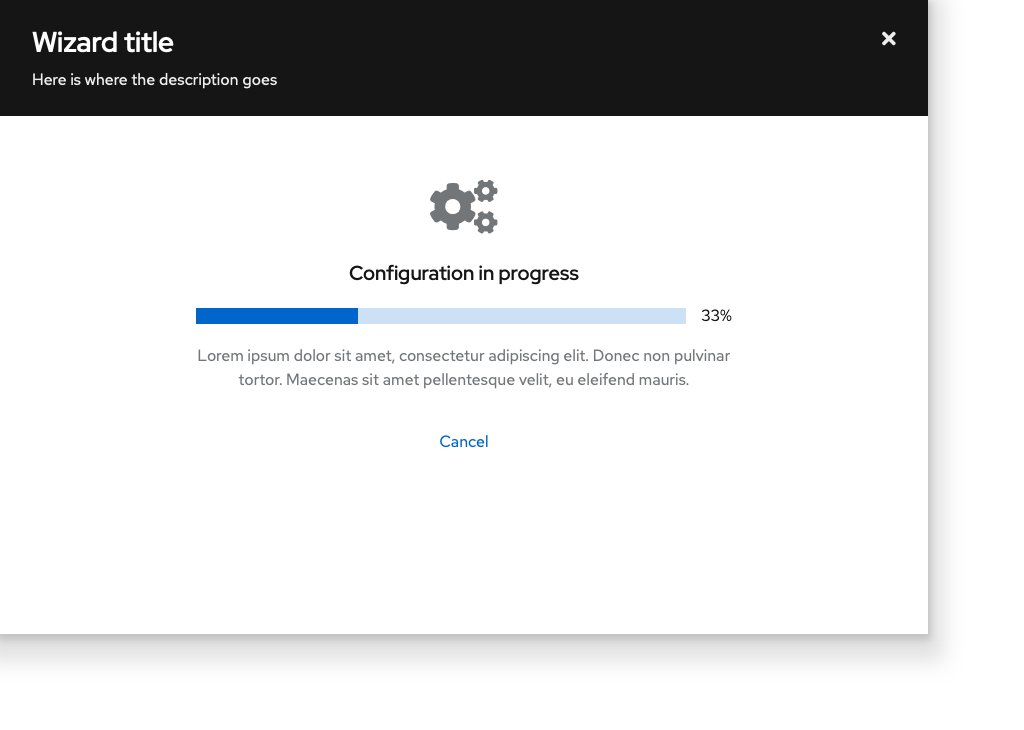 Wizard title
Here is where the description goes
Configuration in progress
33%
Lorem ipsum dolor sit amet, consectetur adipiscing elit. Donec non pulvinar
tortor. Maecenas sit amet pellentesque velit, eu eleifend mauris.
Cancel